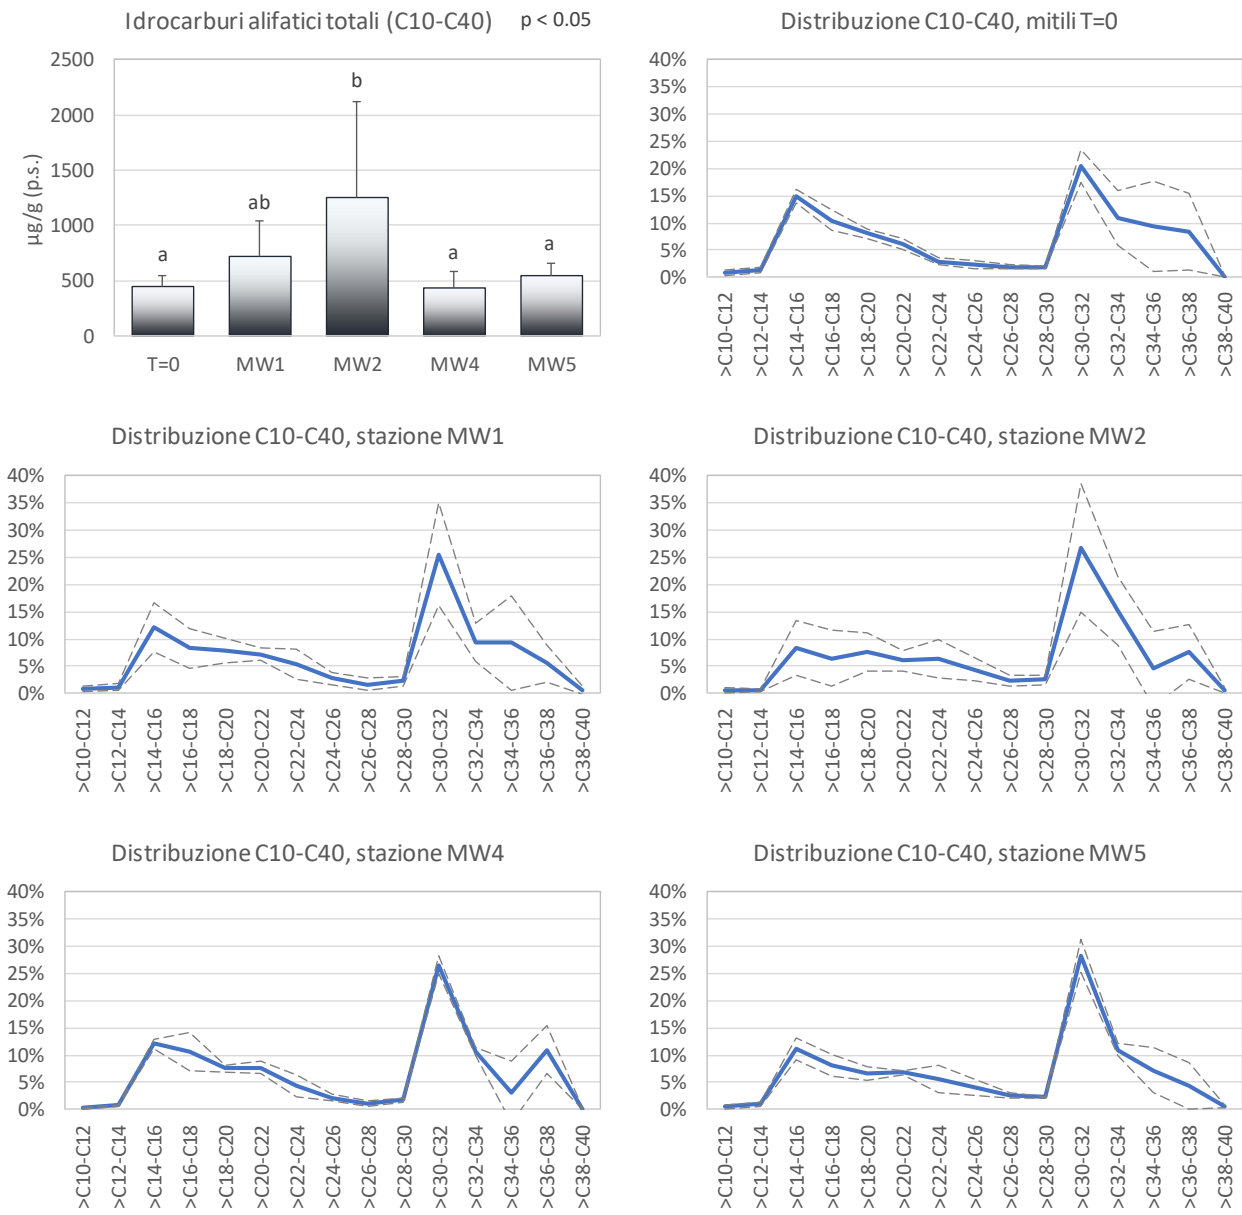 Idrocarburi alifatici totali (C10-C40) p < 0.05
2500
2000
1500
1000
500
0
µg/g (p.s.)
a
ab
b
a
a
T=0 MW1 MW2 MW4 MW5
Distribuzione C10-C40, mitili T=0
40%
35%
30%
25%
20%
15%
10%
5%
0%
>C10-C12
>C12-C14
>C14-C16
>C16-C18
>C18-C20
>C20-C22
>C22-C24
>C24-C26
>C26-C28
>C28-C30
>C30-C32
>C32-C34
>C34-C36
>C36-C38
>C38-C40
Distribuzione C10-C40, stazione MW1
40%
35%
30%
25%
20%
15%
10%
5%
0%
>C10-C12
>C12-C14
>C14-C16
>C16-C18
>C18-C20
>C20-C22
>C22-C24
>C24-C26
>C26-C28
>C28-C30
>C30-C32
>C32-C34
>C34-C36
>C36-C38
>C38-C40
Distribuzione C10-C40, stazione MW2
40%
35%
30%
25%
20%
15%
10%
5%
0%
>C10-C12
>C12-C14
>C14-C16
>C16-C18
>C18-C20
>C20-C22
>C22-C24
>C24-C26
>C26-C28
>C28-C30
>C30-C32
>C32-C34
>C34-C36
>C36-C38
>C38-C40
Distribuzione C10-C40, stazione MW4
40%
35%
30%
25%
20%
15%
10%
5%
0%
>C10-C12
>C12-C14
>C14-C16
>C16-C18
>C18-C20
>C20-C22
>C22-C24
>C24-C26
>C26-C28
>C28-C30
>C30-C32
>C32-C34
>C34-C36
>C36-C38
>C38-C40
Distribuzione C10-C40, stazione MW5
40%
35%
30%
25%
20%
15%
10%
5%
0%
>C10-C12
>C12-C14
>C14-C16
>C16-C18
>C18-C20
>C20-C22
>C22-C24
>C24-C26
>C26-C28
>C28-C30
>C30-C32
>C32-C34
>C34-C36
>C36-C38
>C38-C40